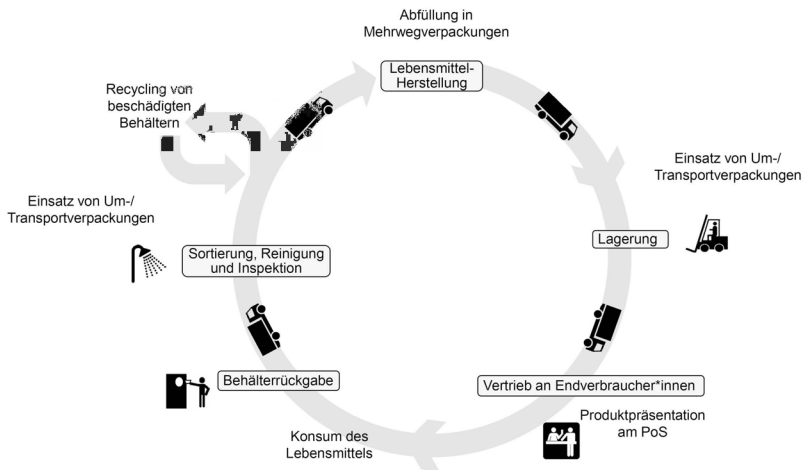 Abfüllung in
Mehrwegverpackungen
Lebensmittel-
Herstellung
Recycling von
beschädigten
Behältern
Einsatz von Um-/
Transportverpackungen
Einsatz von Um-/
Transportverpackungen
Lagerung
Sortierung, Reinigung
und Inspektion
Behälterrückgabe
Vertrieb an Endverbraucher*innen
Produktpräsentation
am PoS
Konsum des
Lebensmittels